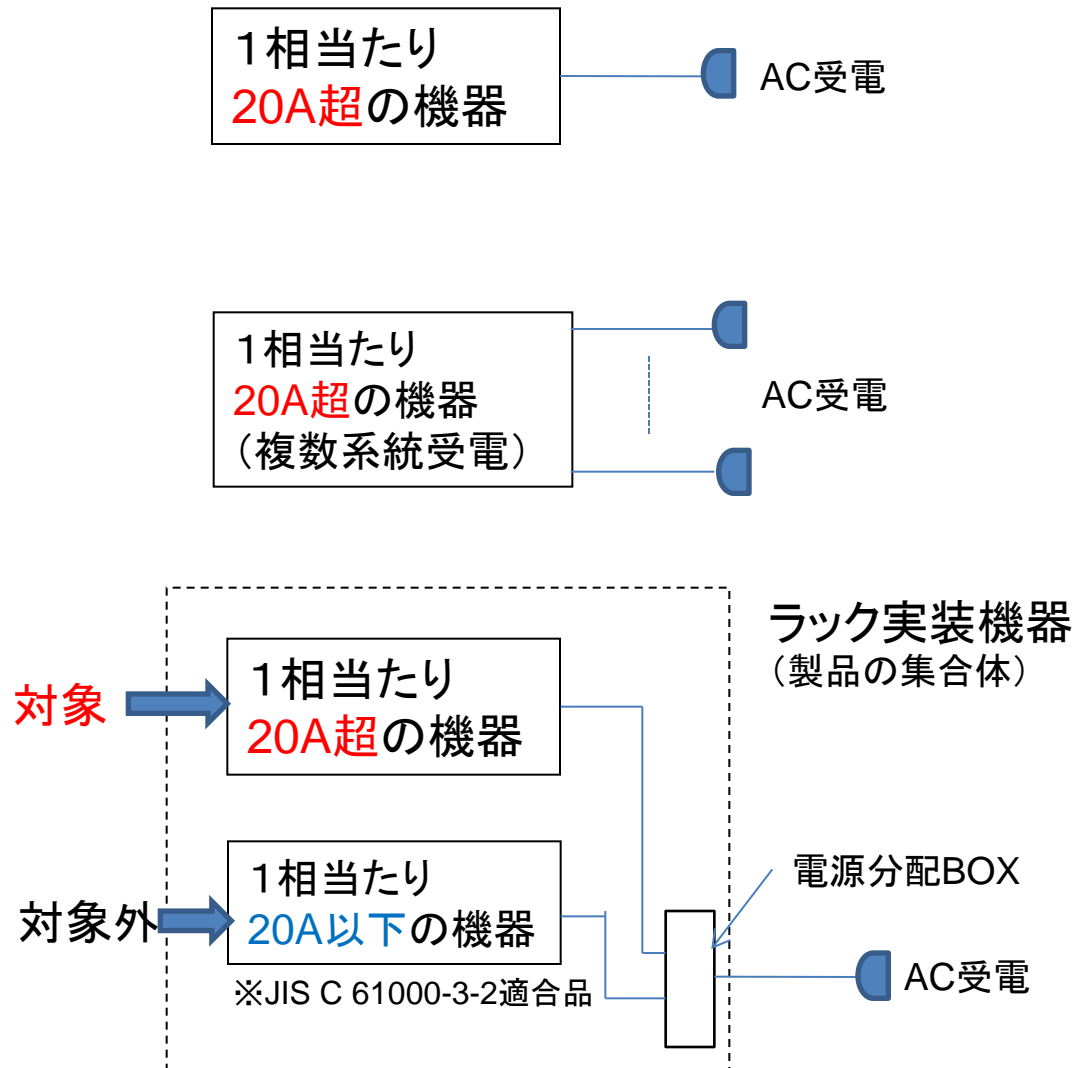 １相当たり
20A超の機器
AC受電
１相当たり
20A超の機器
（複数系統受電）
AC受電
ラック実装機器
（製品の集合体）
対象
１相当たり
20A超の機器
対象外
１相当たり
20A以下の機器
※JIS C 61000-3-2適合品
電源分配BOX
AC受電